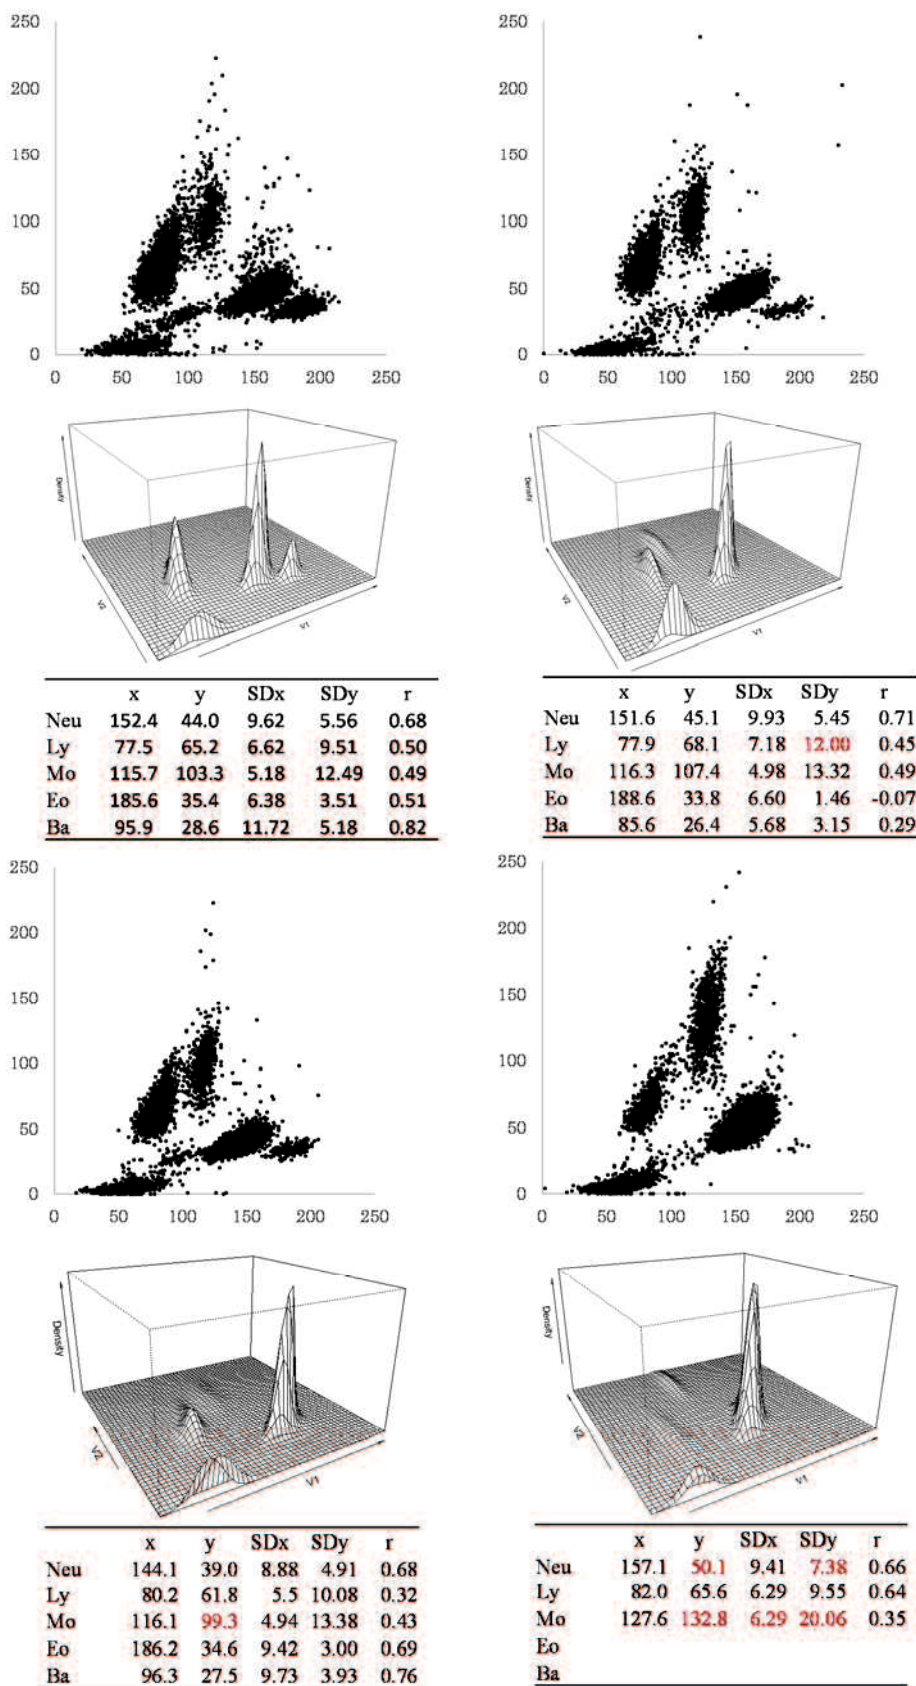 250
200
150
100
50
0
0 50 100 150 200 250
250
200
150
100
50
0
0 50 100 150 200 250
Density
V2
V1
Density
V2
V1
x y SDx SDy r
Neu 152.4 44.0 9.62 5.56 0.68
Ly 77.5 65.2 6.62 9.51 0.50
Mo 115.7 103.3 5.18 12.49 0.49
Eo 185.6 35.4 6.38 3.51 0.51
Ba 95.9 28.6 11.72 5.18 0.82
x y SDx SDy r
Neu 151.6 45.1 9.93 5.45 0.71
Ly 77.9 68.1 7.18 12.00 0.45
Mo 116.3 107.4 4.98 13.32 0.49
Eo 188.6 33.8 6.60 1.46 -0.07
Ba 85.6 26.4 5.68 3.15 0.29
250
200
150
100
50
0
0 50 100 150 200 250
250
200
150
100
50
0
0 50 100 150 200 250
Density
V2
V1
Density
V2
V1
x y SDx SDy r
Neu 144.1 39.0 8.88 4.91 0.68
Ly 80.2 61.8 5.5 10.08 0.32
Mo 116.1 99.3 4.94 13.38 0.43
Eo 186.2 34.6 9.42 3.00 0.69
Ba 96.3 27.5 9.73 3.93 0.76
x y SDx SDy r
Neu 157.1 50.1 9.41 7.38 0.66
Ly 82.0 65.6 6.29 9.55 0.64
Mo 127.6 132.8 6.29 20.06 0.35
Eo
Ba